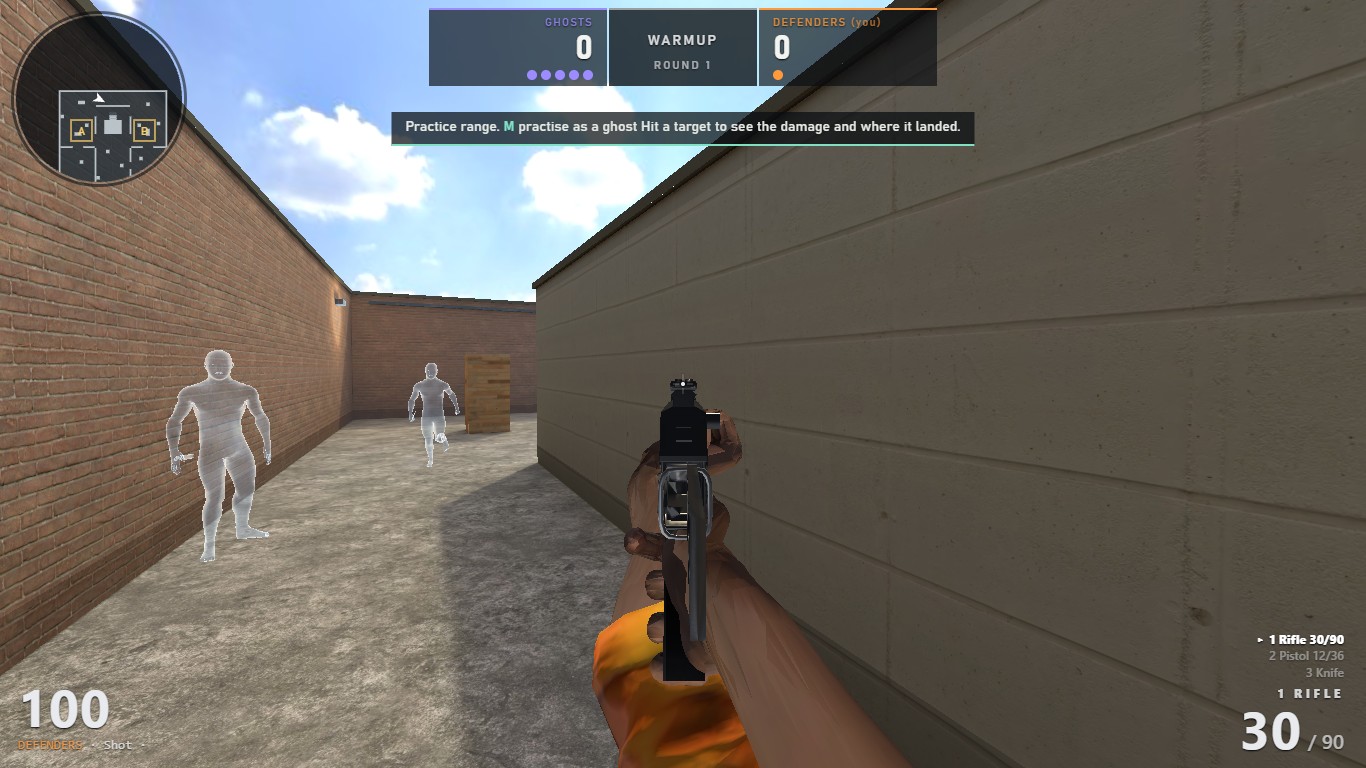 GHOSTS
0
WARMUP
ROUND 1
DEFENDERS (you)
0
Practice range. M practise as a ghost Hit a target to see the damage and where it landed.
A
B
1 Rifle 30/90
2 Pistol 12/36
3 Knife
1 RIFLE
30 / 90
100
DEFENDERS · Shot ·